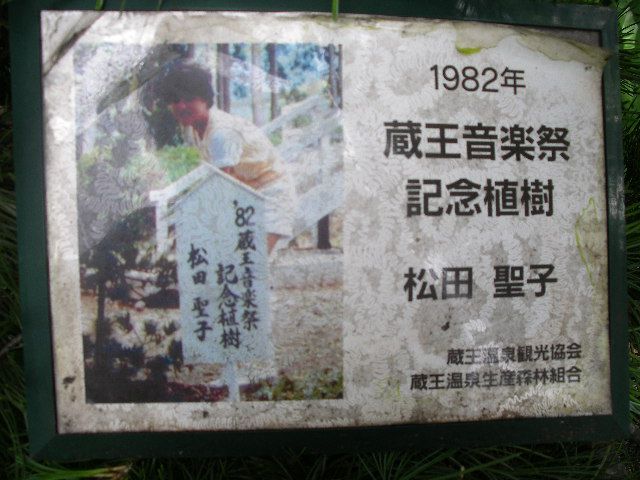 '82蔵王音楽祭
記念植樹
松田 聖子
1982年
蔵王音楽祭
記念植樹
松田 聖子
蔵王温泉観光協会
蔵王温泉生産森林組合